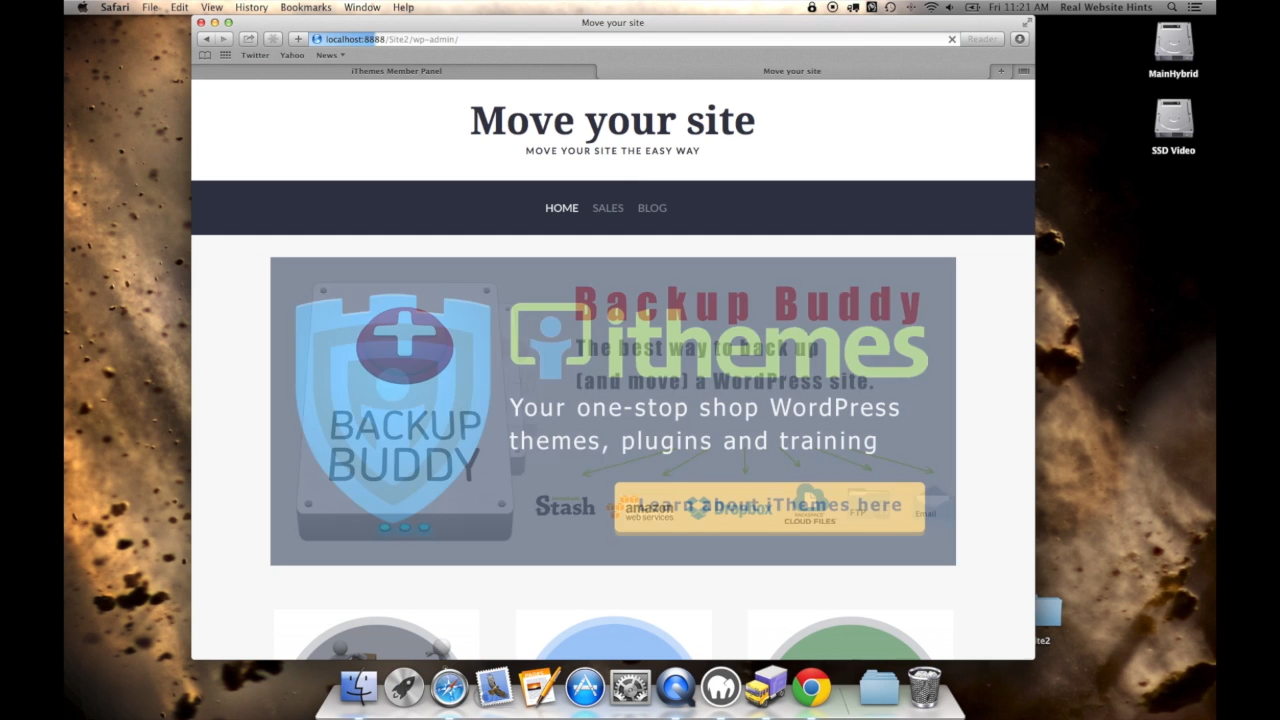 Safari File Edit View History Bookmarks Window Help Fri 11:21 AM Real Website Hints
Move your site
localhost:8888/Site2/wp-admin/ Reader
Twitter Yahoo News
iThemes Member Panel Move your site
MainHybrid
SSD Video
Move your site
MOVE YOUR SITE THE EASY WAY
HOME SALES BLOG
Backup Buddy
ithemes
The best way to back up
(and move) a WordPress site.
Your one-stop shop WordPress
themes, plugins and training
BACKUP
BUDDY
Stash
amazon
web services
Dropbox
CLOUD FILES
FTP
Email
Learn about iThemes here